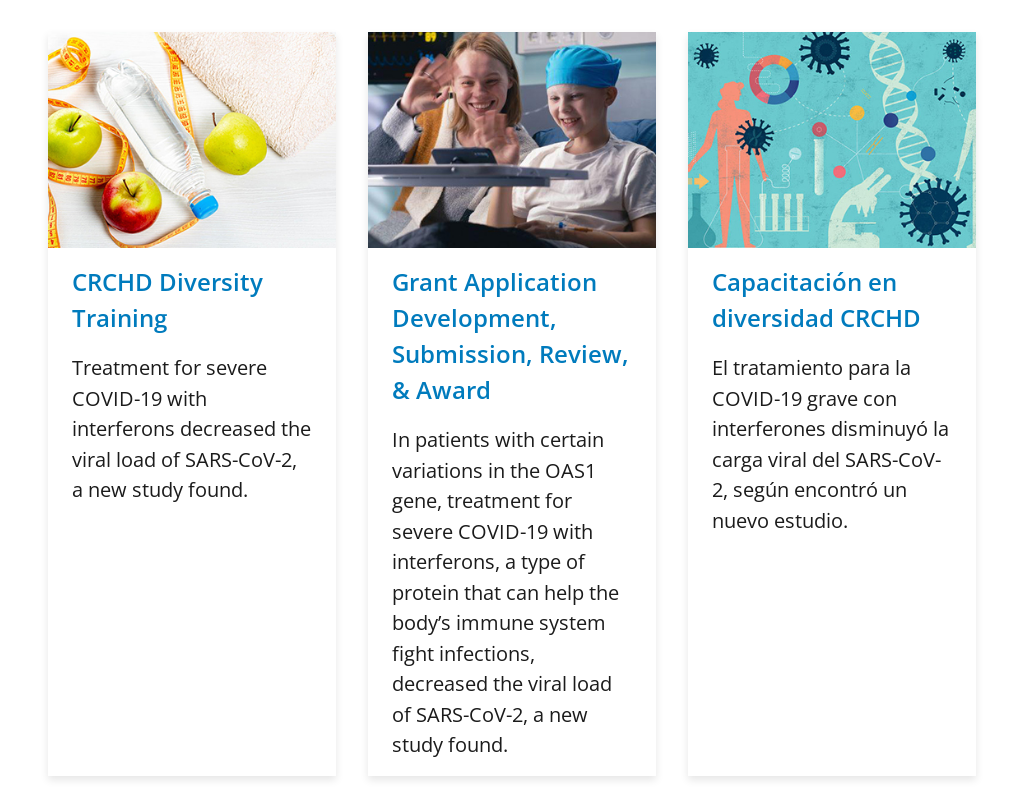 CRCHD Diversity
Training
Treatment for severe
COVID-19 with
interferons decreased the
viral load of SARS-CoV-2,
a new study found.
Grant Application
Development,
Submission, Review,
& Award
In patients with certain
variations in the OAS1
gene, treatment for
severe COVID-19 with
interferons, a type of
protein that can help the
body’s immune system
fight infections,
decreased the viral load
of SARS-CoV-2, a new
study found.
Capacitación en
diversidad CRCHD
El tratamiento para la
COVID-19 grave con
interferones disminuyó la
carga viral del SARS-CoV-
2, según encontró un
nuevo estudio.